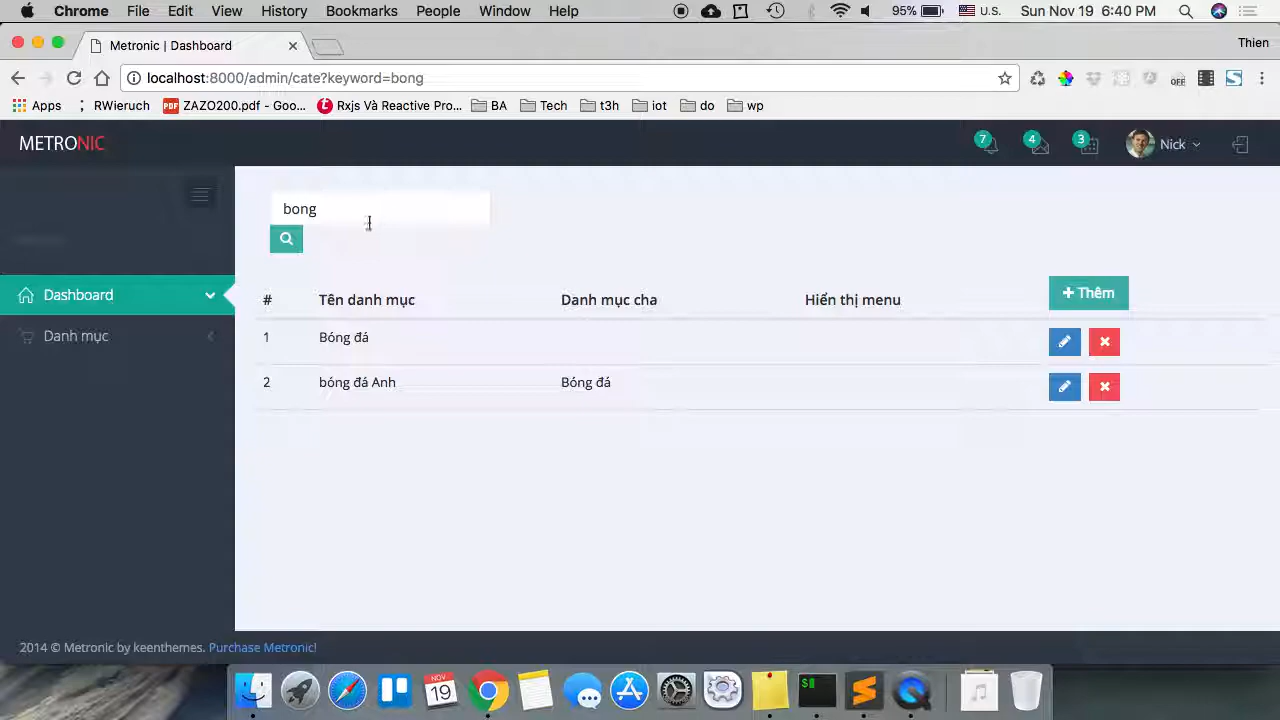 Chrome File Edit View History Bookmarks People Window Help 95% U.S. Sun Nov 19 6:40 PM
Metronic | Dashboard Thien
localhost:8000/admin/cate?keyword=bong
Apps RWieruch ZAZO200.pdf - Goo... Rxjs Và Reactive Pro... BA Tech t3h iot do wp
METRONIC 7 4 3 Nick
bong
Dashboard
Danh mục
# Tên danh mục Danh mục cha Hiển thị menu Thêm
1 Bóng đá
2 bóng đá Anh Bóng đá
2014 © Metronic by keenthemes. Purchase Metronic!
NOV
19